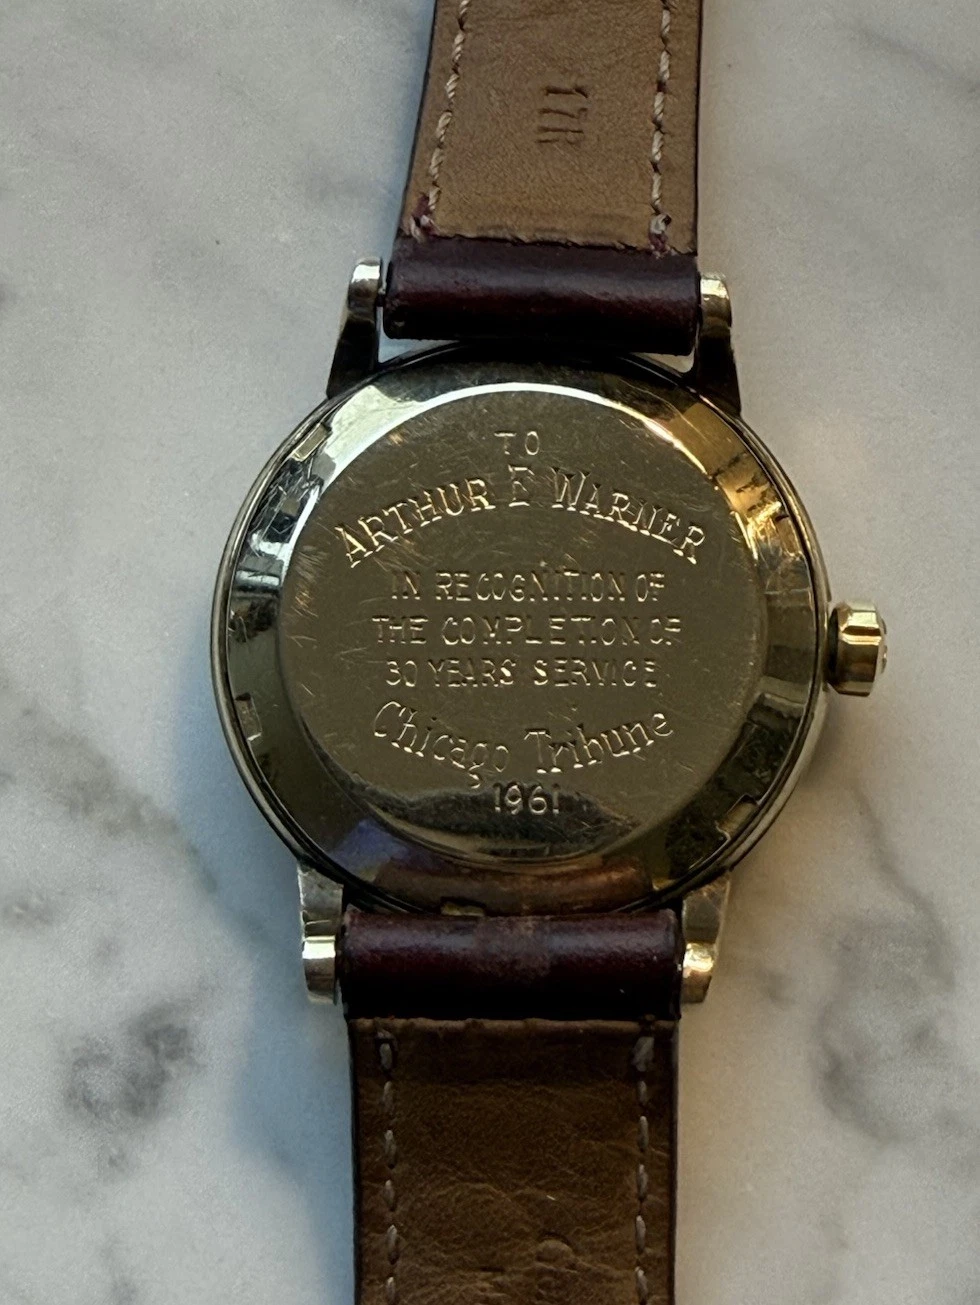 17R
TO
ARTHUR E WARNER
IN RECOGNITION OF
THE COMPLETION OF
30 YEARS SERVICE
Chicago Tribune
1961